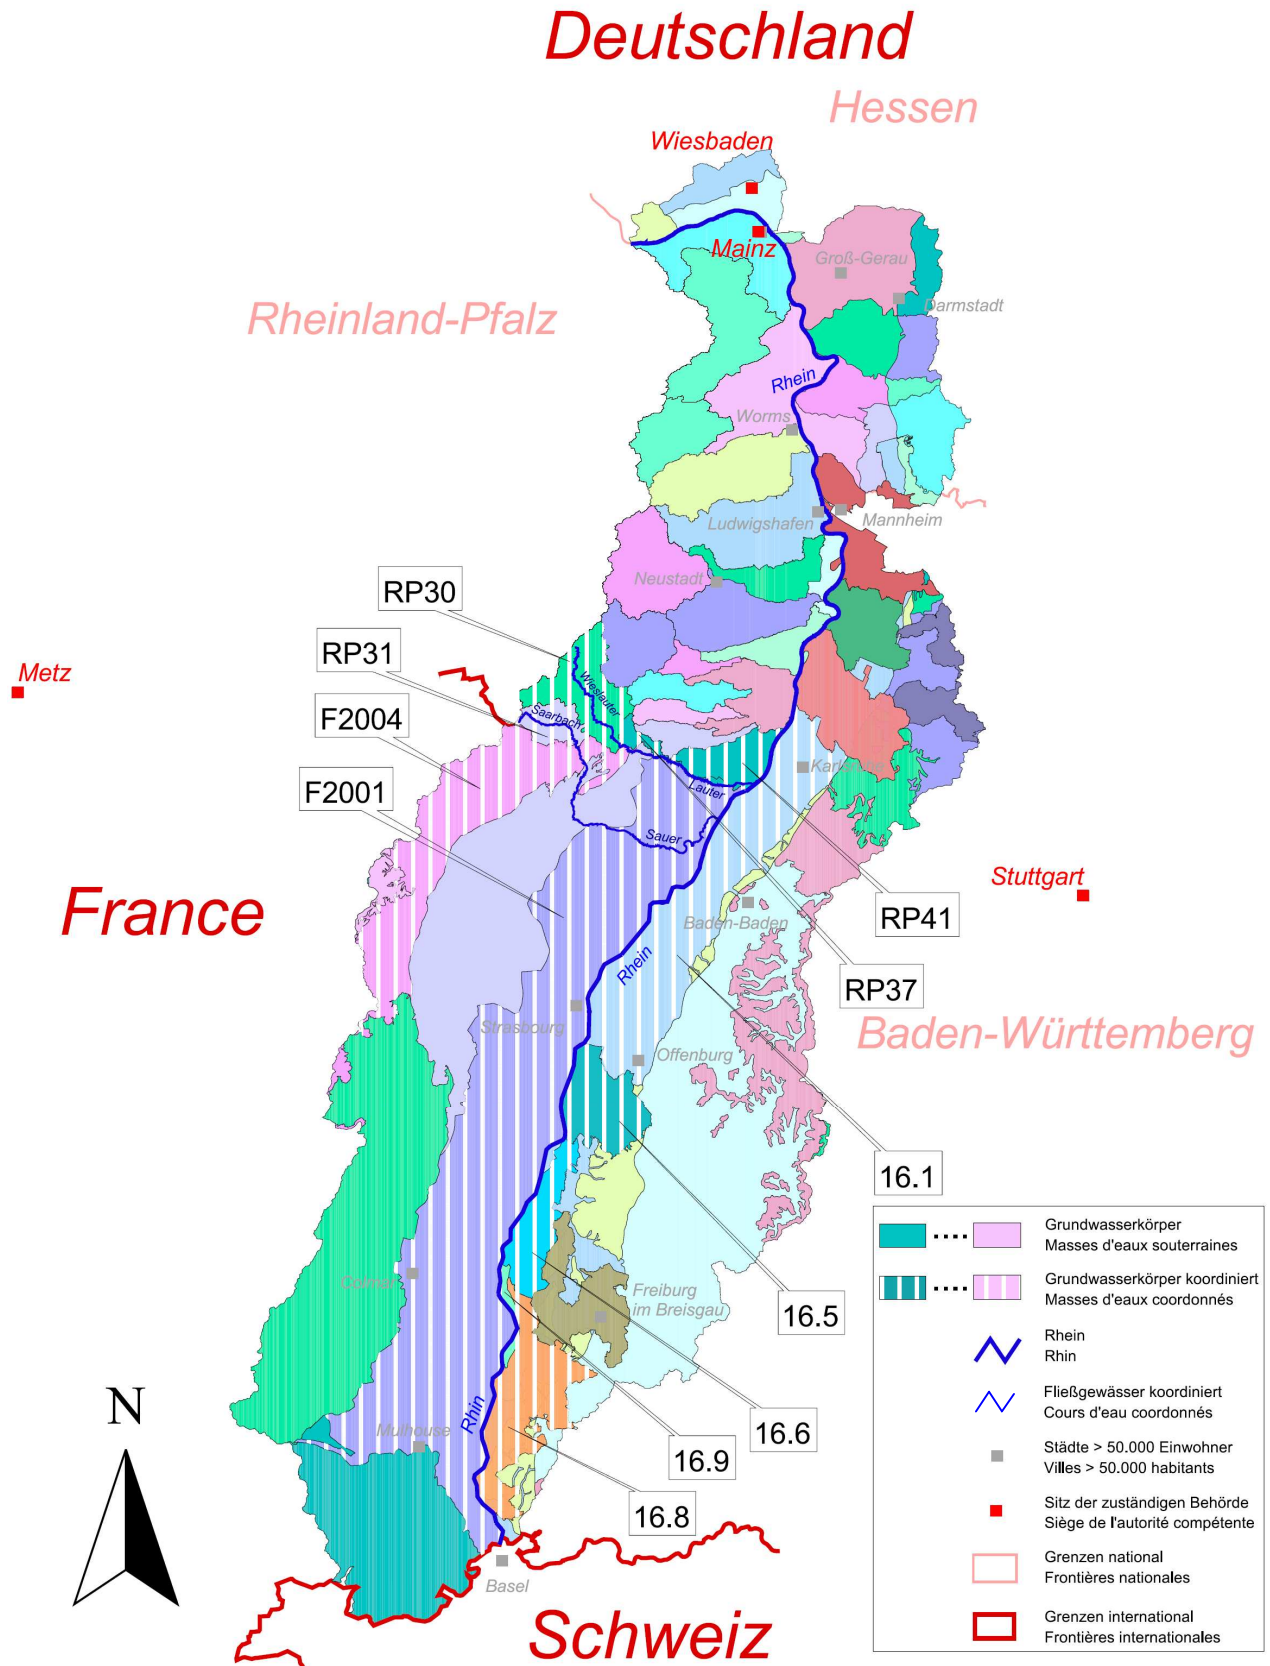 Deutschland
Hessen
Wiesbaden
Mainz
Groß-Gerau
Darmstadt
Rheinland-Pfalz
Rhein
Worms
Ludwigshafen
Mannheim
Neustadt
RP30
RP31
Metz
Wieslauter
Saarbach
F2004
Karlsruhe
F2001
Lauter
Sauer
Stuttgart
France
Baden-Baden
RP41
Rhein
RP37
Strasbourg
Baden-Württemberg
Offenburg
16.1
Colmar
Freiburg
im Breisgau
16.5
N
Rhin
Mulhouse
16.6
16.9
16.8
Basel
Schweiz
Grundwasserkörper
Masses d'eaux souterraines
Grundwasserkörper koordiniert
Masses d'eaux coordonnés
Rhein
Rhin
Fließgewässer koordiniert
Cours d'eau coordonnés
Städte > 50.000 Einwohner
Villes > 50.000 habitants
Sitz der zuständigen Behörde
Siège de l'autorité compétente
Grenzen national
Frontières nationales
Grenzen international
Frontières internationales